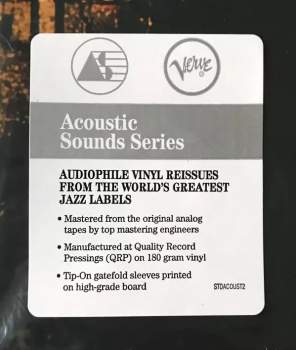 Verve
Acoustic
Sounds Series
AUDIOPHILE VINYL REISSUES
FROM THE WORLD'S GREATEST
JAZZ LABELS
• Mastered from the original analog
tapes by top mastering engineers
• Manufactured at Quality Record
Pressings (QRP) on 180 gram vinyl
• Tip-On gatefold sleeves printed
on high-grade board
STDACOUST2